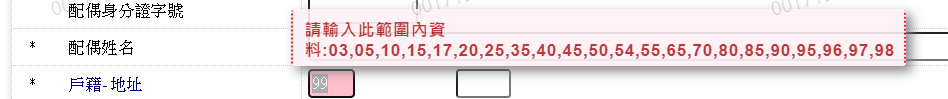 配偶身分證字號
請輸入此範圍內資
料:03,05,10,15,17,20,25,35,40,45,50,54,55,65,70,80,85,90,95,96,97,98
* 配偶姓名
* 戶籍-地址 99